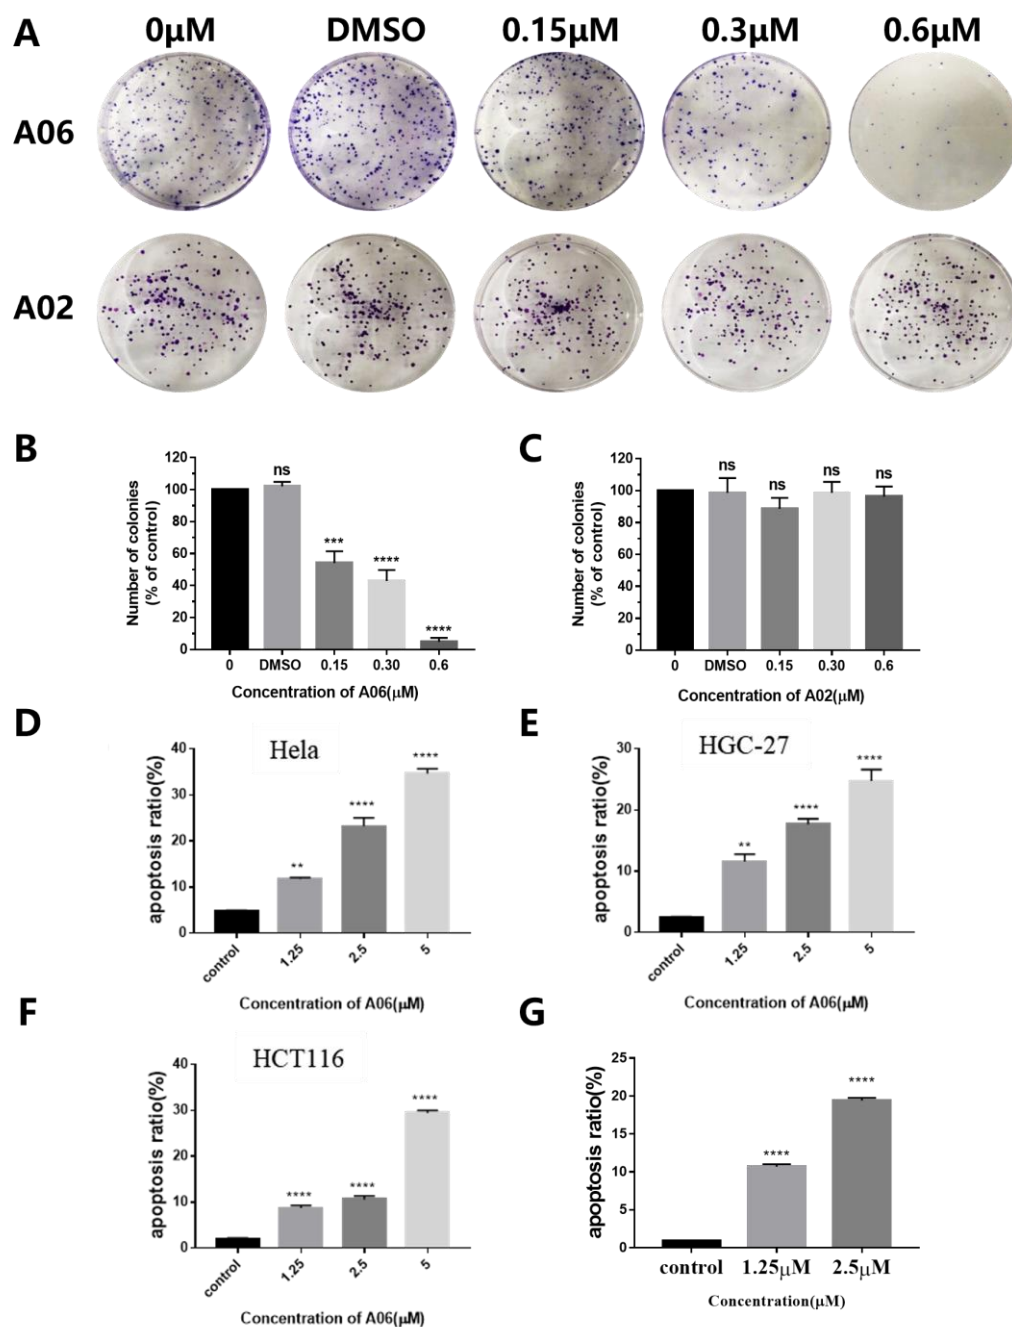 A
0μM DMSO 0.15μM 0.3μM 0.6μM
A06
A02
B
Number of colonies
(% of control)
120
100
80
60
40
20
0
ns
***
****
****
0 DMSO 0.15 0.30 0.6
Concentration of A06(μM)
C
Number of colonies
(% of control)
120
100
80
60
40
20
0
ns
ns
ns
ns
0 DMSO 0.15 0.30 0.6
Concentration of A02(μM)
D
Hela
apoptosis ratio(%)
40
30
20
10
0
**
****
****
control 1.25 2.5 5
Concentration of A06(μM)
E
HGC-27
apoptosis ratio(%)
30
20
10
0
**
****
****
control 1.25 2.5 5
Concentration of A06(μM)
F
HCT116
apoptosis ratio(%)
40
30
20
10
0
****
****
****
control 1.25 2.5 5
Concentration of A06(μM)
G
apoptosis ratio(%)
25
20
15
10
5
0
****
****
control 1.25μM 2.5μM
Concentration(μM)